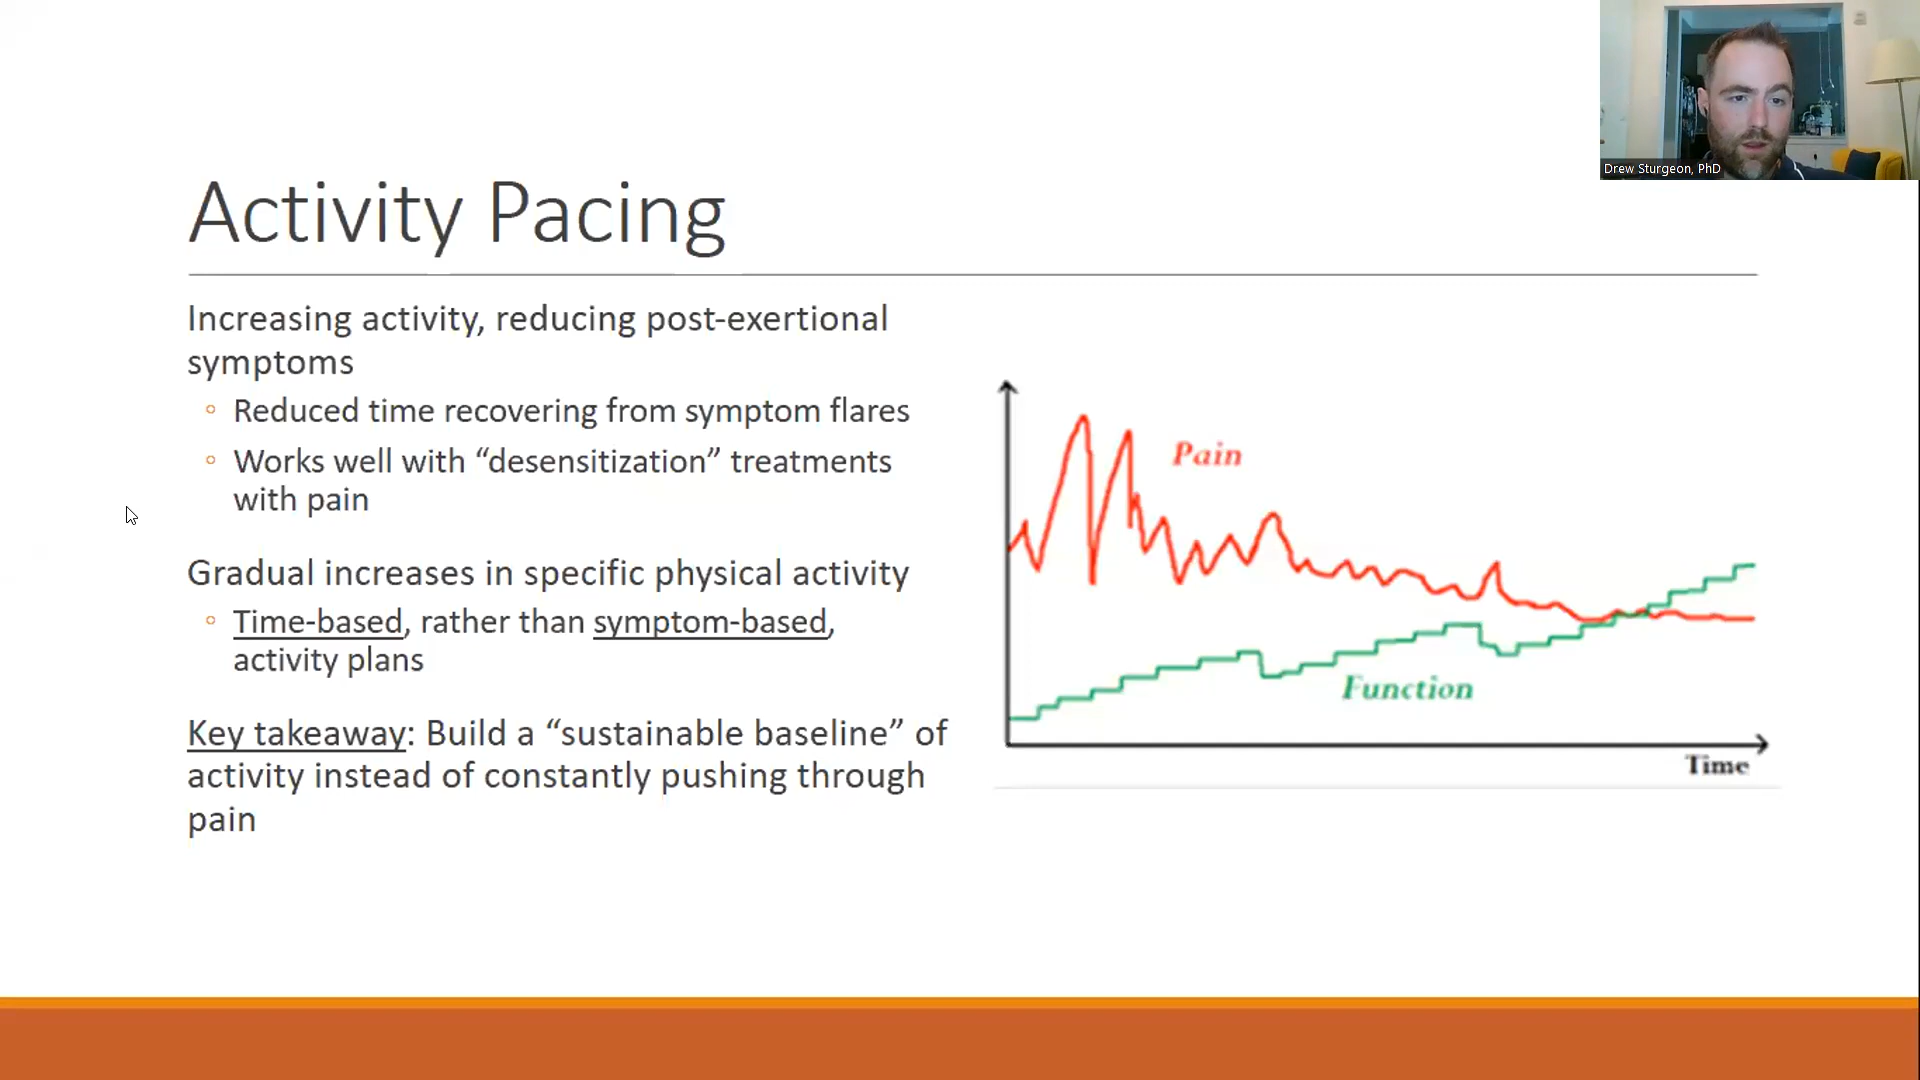 Drew Sturgeon, PhD
Activity Pacing
Increasing activity, reducing post-exertional
symptoms
Reduced time recovering from symptom flares
Works well with “desensitization” treatments
with pain
Gradual increases in specific physical activity
Time-based, rather than symptom-based,
activity plans
Key takeaway: Build a “sustainable baseline” of
activity instead of constantly pushing through
pain
Pain
Function
Time